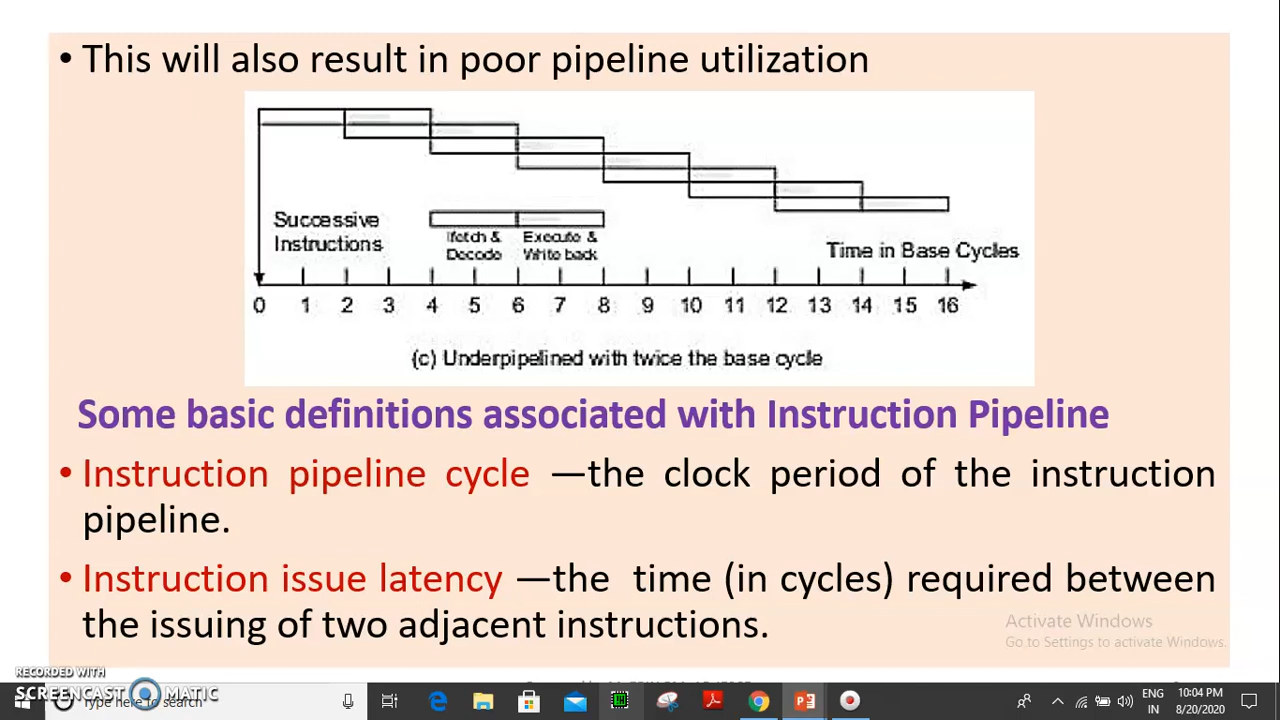 • This will also result in poor pipeline utilization
Successive
Instructions
Ifetch & Execute &
Decode Write back
Time in Base Cycles
0 1 2 3 4 5 6 7 8 9 10 11 12 13 14 15 16
(c) Underpipelined with twice the base cycle
Some basic definitions associated with Instruction Pipeline
• Instruction pipeline cycle —the clock period of the instruction
pipeline.
• Instruction issue latency —the time (in cycles) required between
the issuing of two adjacent instructions.
Activate Windows
Go to Settings to activate Windows.
RECORDED WITH
SCREENCAST MATIC
Type here to search
ENG
IN
10:04 PM
8/20/2020